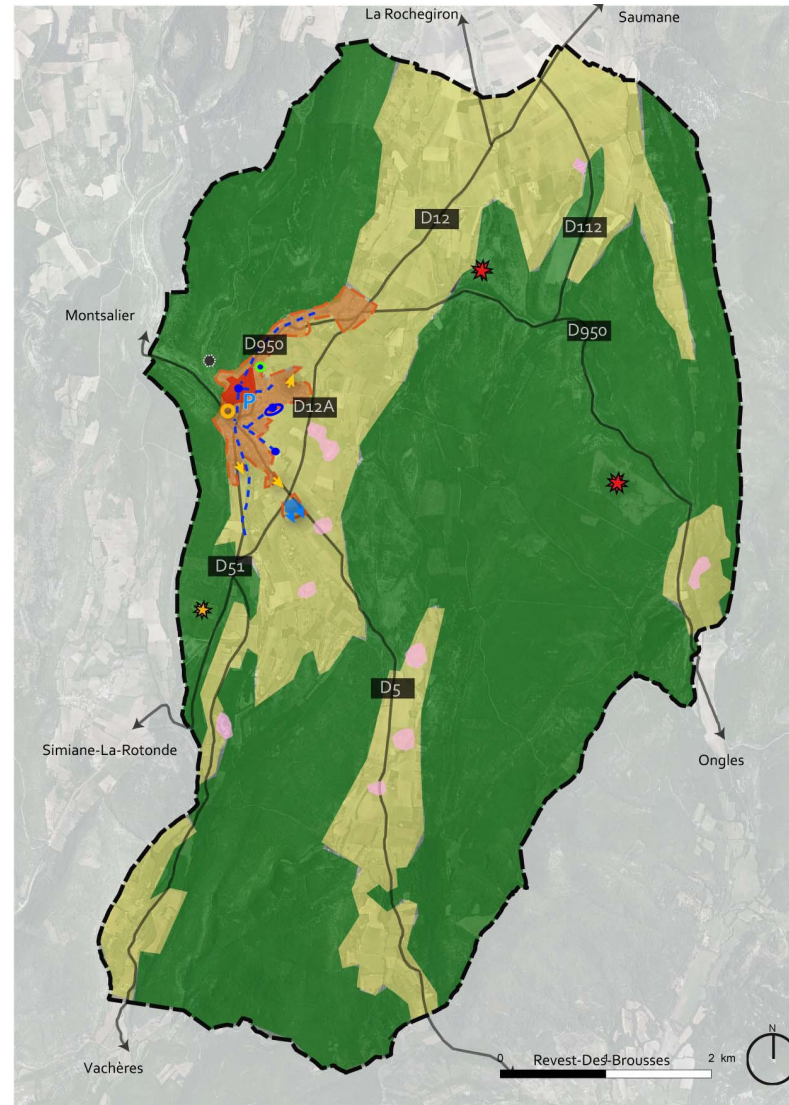 La Rochegiron
Saumane
D12
D112
Montsalier
D950
D950
P
D12A
D51
D5
Simiane-La-Rotonde
Ongles
N
0
Revest-Des-Brousses
2 km
Vachères